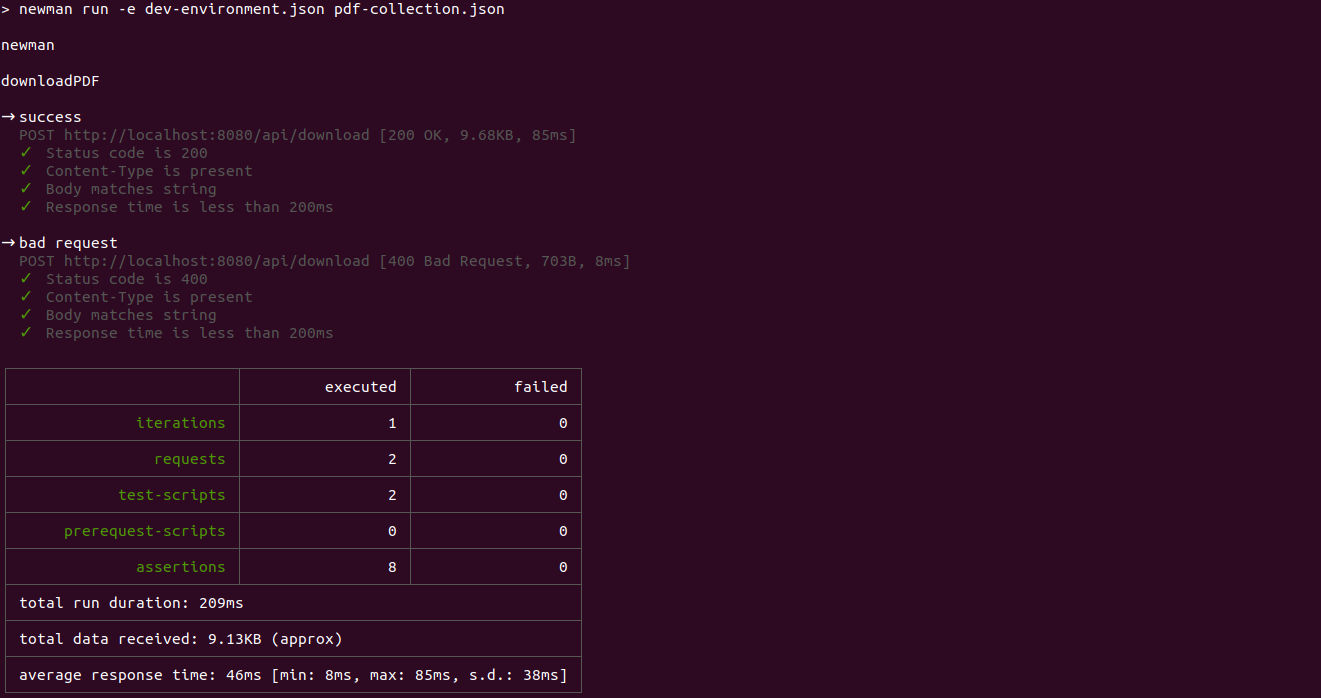 > newman run -e dev-environment.json pdf-collection.json
newman
downloadPDF
→ success
POST http://localhost:8080/api/download [200 OK, 9.68KB, 85ms]
✓ Status code is 200
✓ Content-Type is present
✓ Body matches string
✓ Response time is less than 200ms
→ bad request
POST http://localhost:8080/api/download [400 Bad Request, 703B, 8ms]
✓ Status code is 400
✓ Content-Type is present
✓ Body matches string
✓ Response time is less than 200ms
executed failed
iterations 1 0
requests 2 0
test-scripts 2 0
prerequest-scripts 0 0
assertions 8 0
total run duration: 209ms
total data received: 9.13KB (approx)
average response time: 46ms [min: 8ms, max: 85ms, s.d.: 38ms]